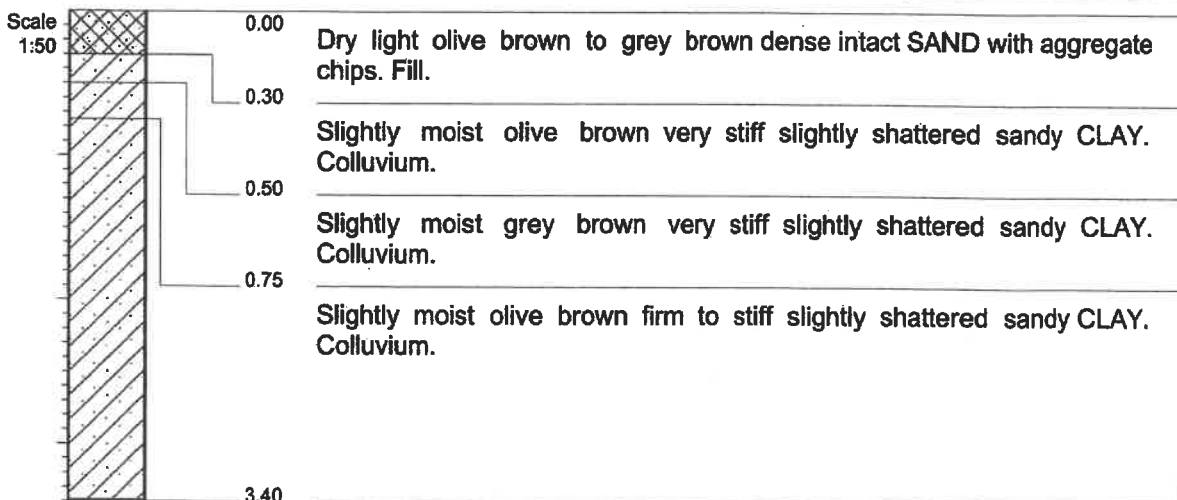 Scale
1:50
0.00
Dry light olive brown to grey brown dense intact SAND with aggregate
chips. Fill.
0.30
Slightly moist olive brown very stiff slightly shattered sandy CLAY.
Colluvium.
0.50
Slightly moist grey brown very stiff slightly shattered sandy CLAY.
Colluvium.
0.75
Slightly moist olive brown firm to stiff slightly shattered sandy CLAY.
Colluvium.
3.40